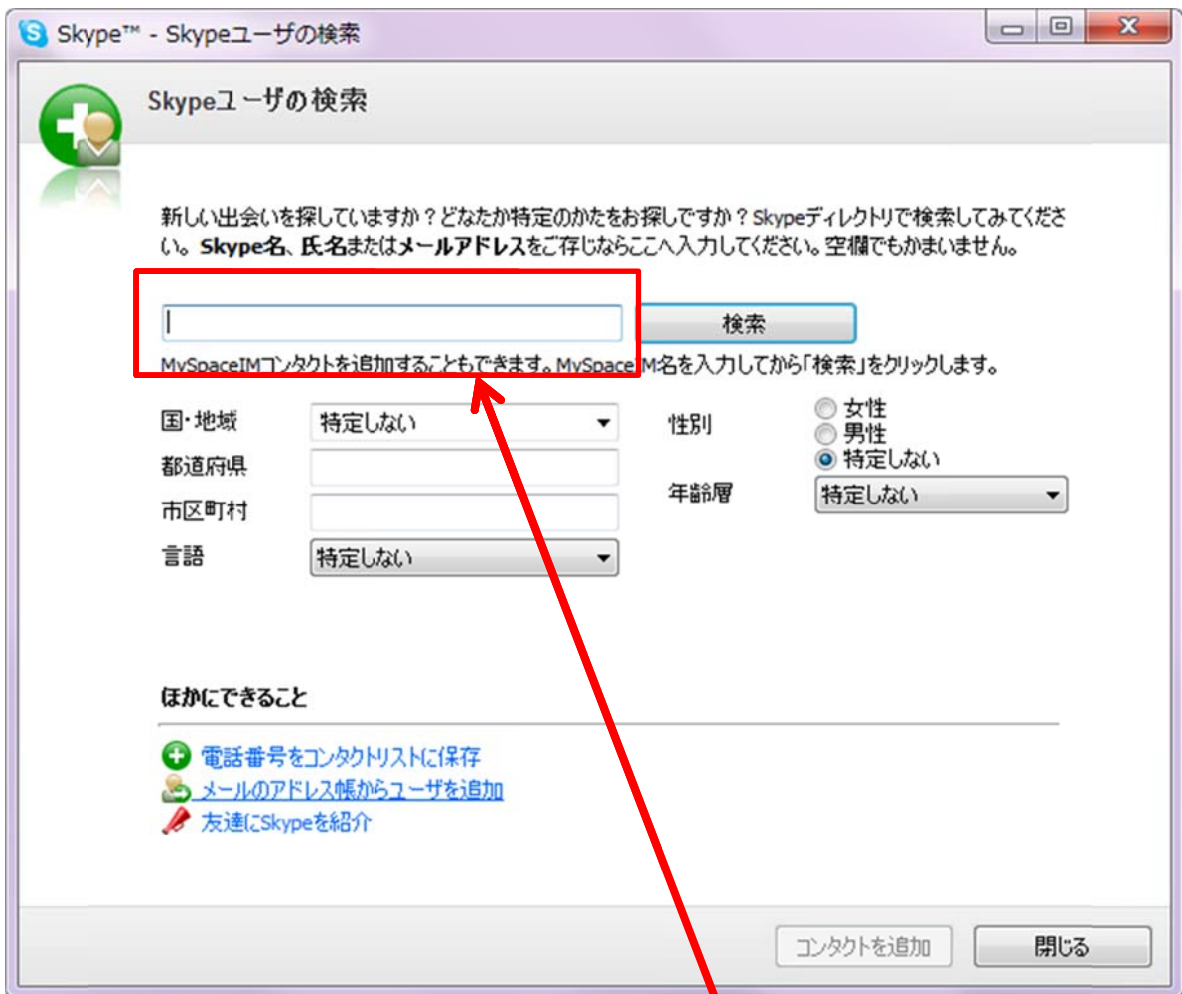 Skype™ - Skypeユーザの検索
Skypeユーザの検索
新しい出会いを探していますか？どなたか特定のかたをお探しですか？Skypeディレクトリで検索してみてくださ
い。Skype名、氏名またはメールアドレスをご存じならここへ入力してください。空欄でもかまいません。
検索
MySpaceIMコンタクトを追加することもできます。MySpaceIM名を入力してから「検索」をクリックします。
国・地域 特定しない
都道府県
市区町村
言語 特定しない
性別 女性
男性
特定しない
年齢層 特定しない
ほかにできること
電話番号をコンタクトリストに保存
メールのアドレス帳からユーザを追加
友達にSkypeを紹介
コンタクトを追加 閉じる